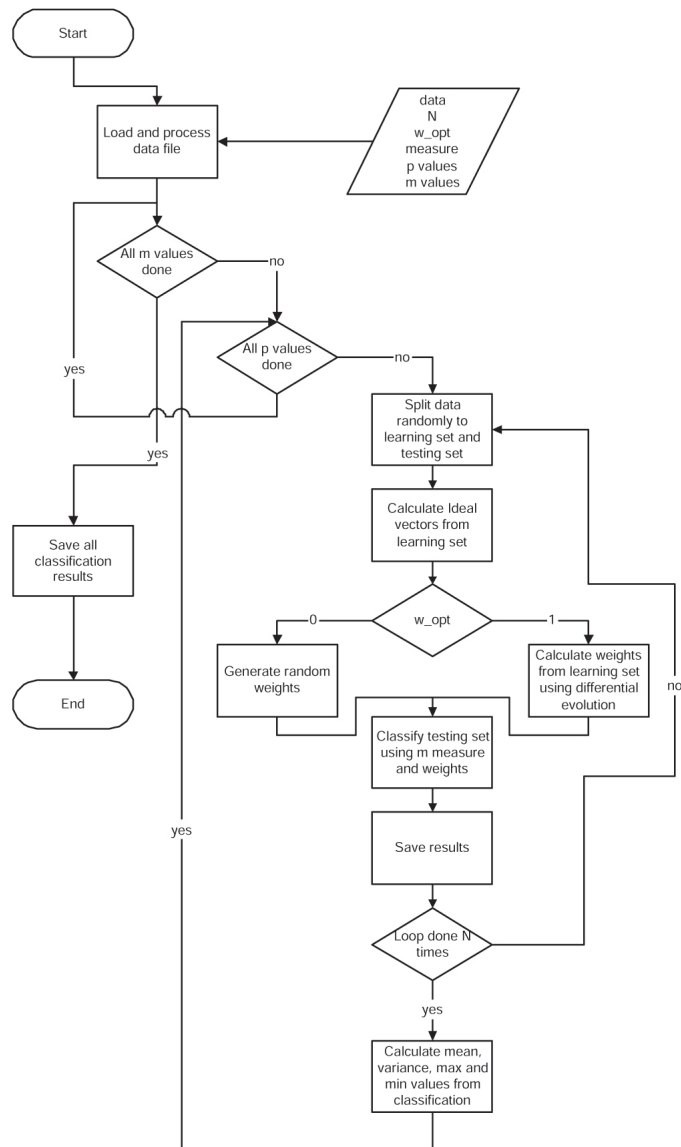 Start
Load and process
data file
data
N
w_opt
measure
p values
m values
All m values
done
no
All p values
done
no
yes
Split data
randomly to
learning set and
testing set
yes
Calculate Ideal
vectors from
learning set
Save all
classification
results
w_opt
0
1
Generate random
weights
Calculate weights
from learning set
using differential
evolution
no
End
Classify testing set
using m measure
and weights
yes
Save results
Loop done N
times
yes
Calculate mean,
variance, max and
min values from
classification